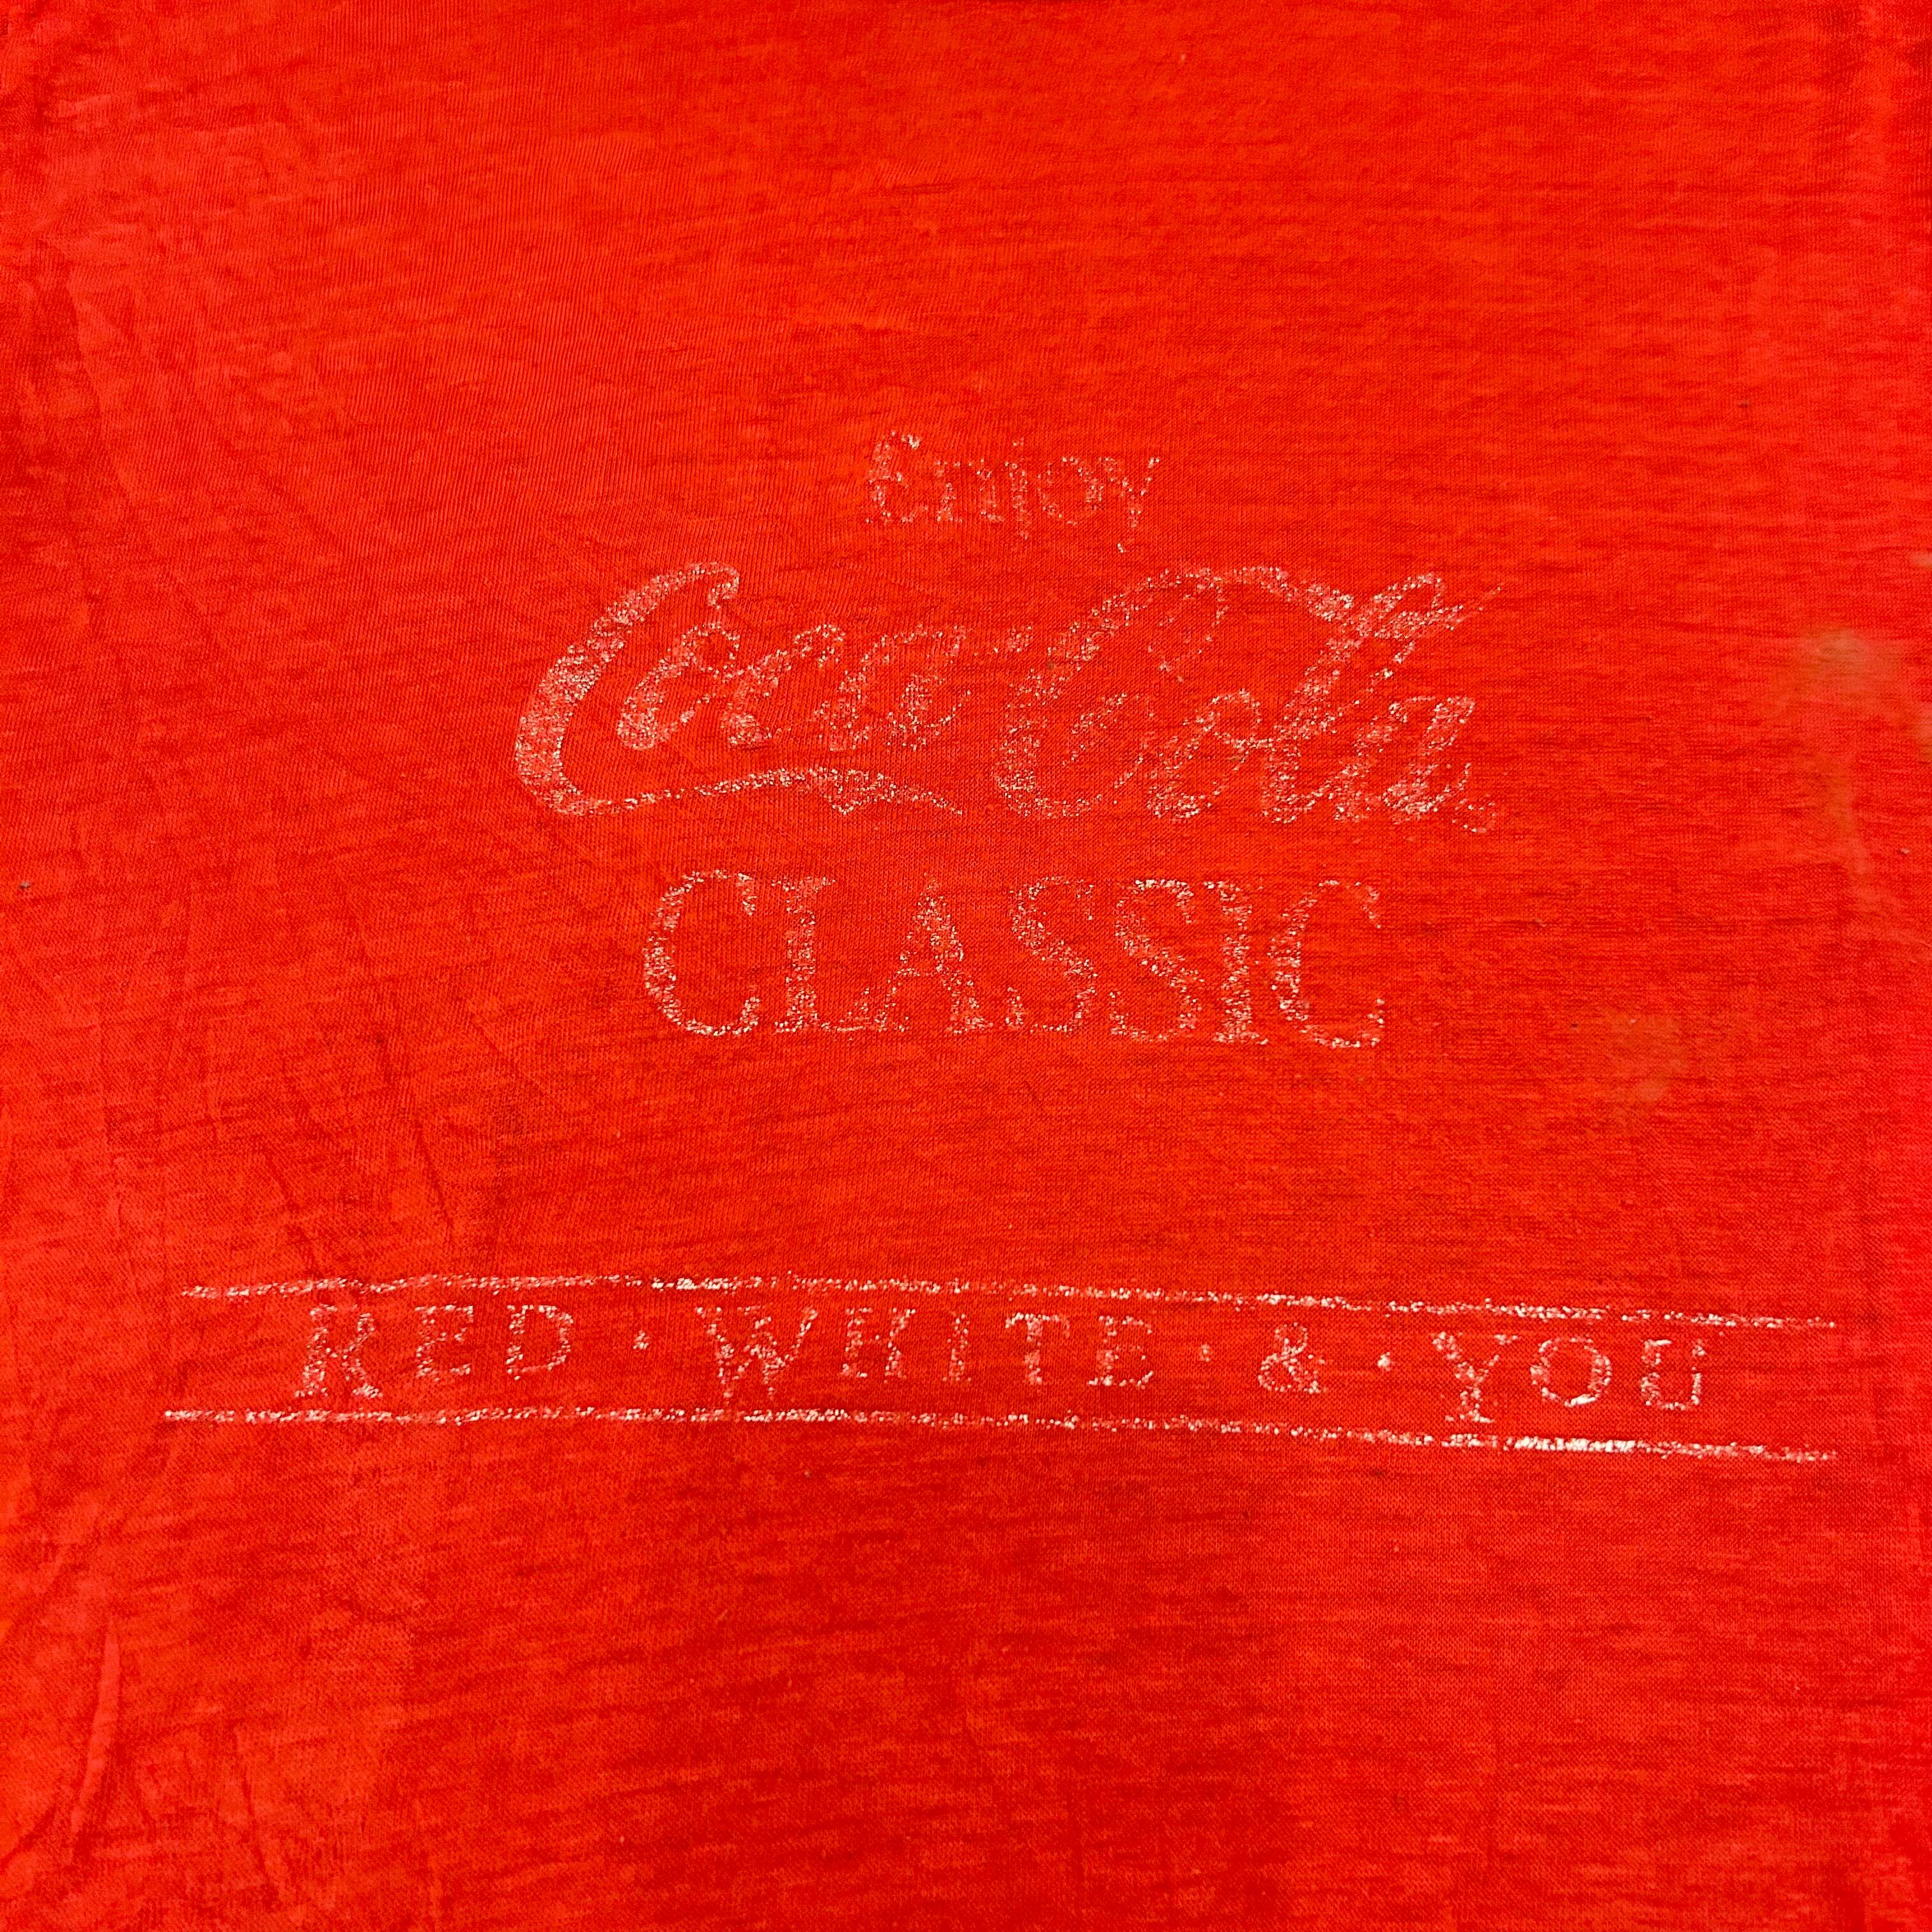 Enjoy
Coca-Cola
CLASSIC
RED · WHITE · & · YOU